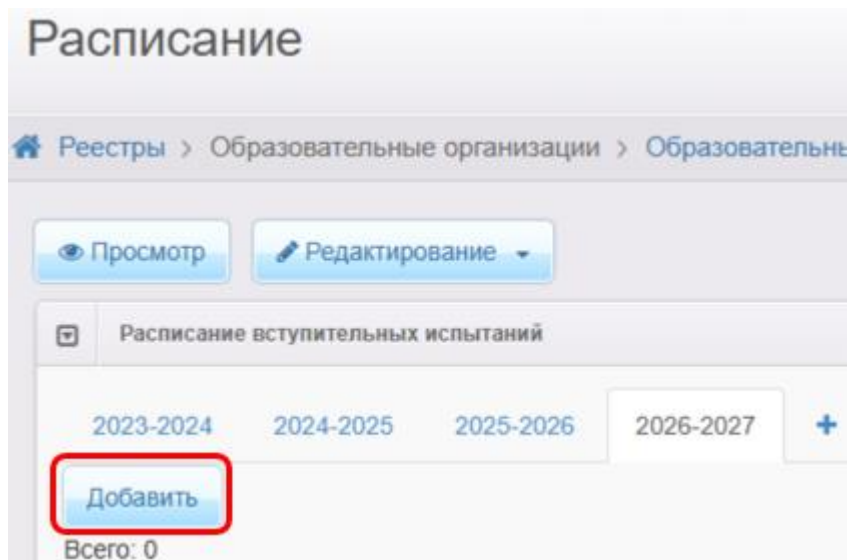 Расписание
Реестры > Образовательные организации > Образовательн
Просмотр Редактирование
Расписание вступительных испытаний
2023-2024 2024-2025 2025-2026 2026-2027 +
Добавить
Всего: 0